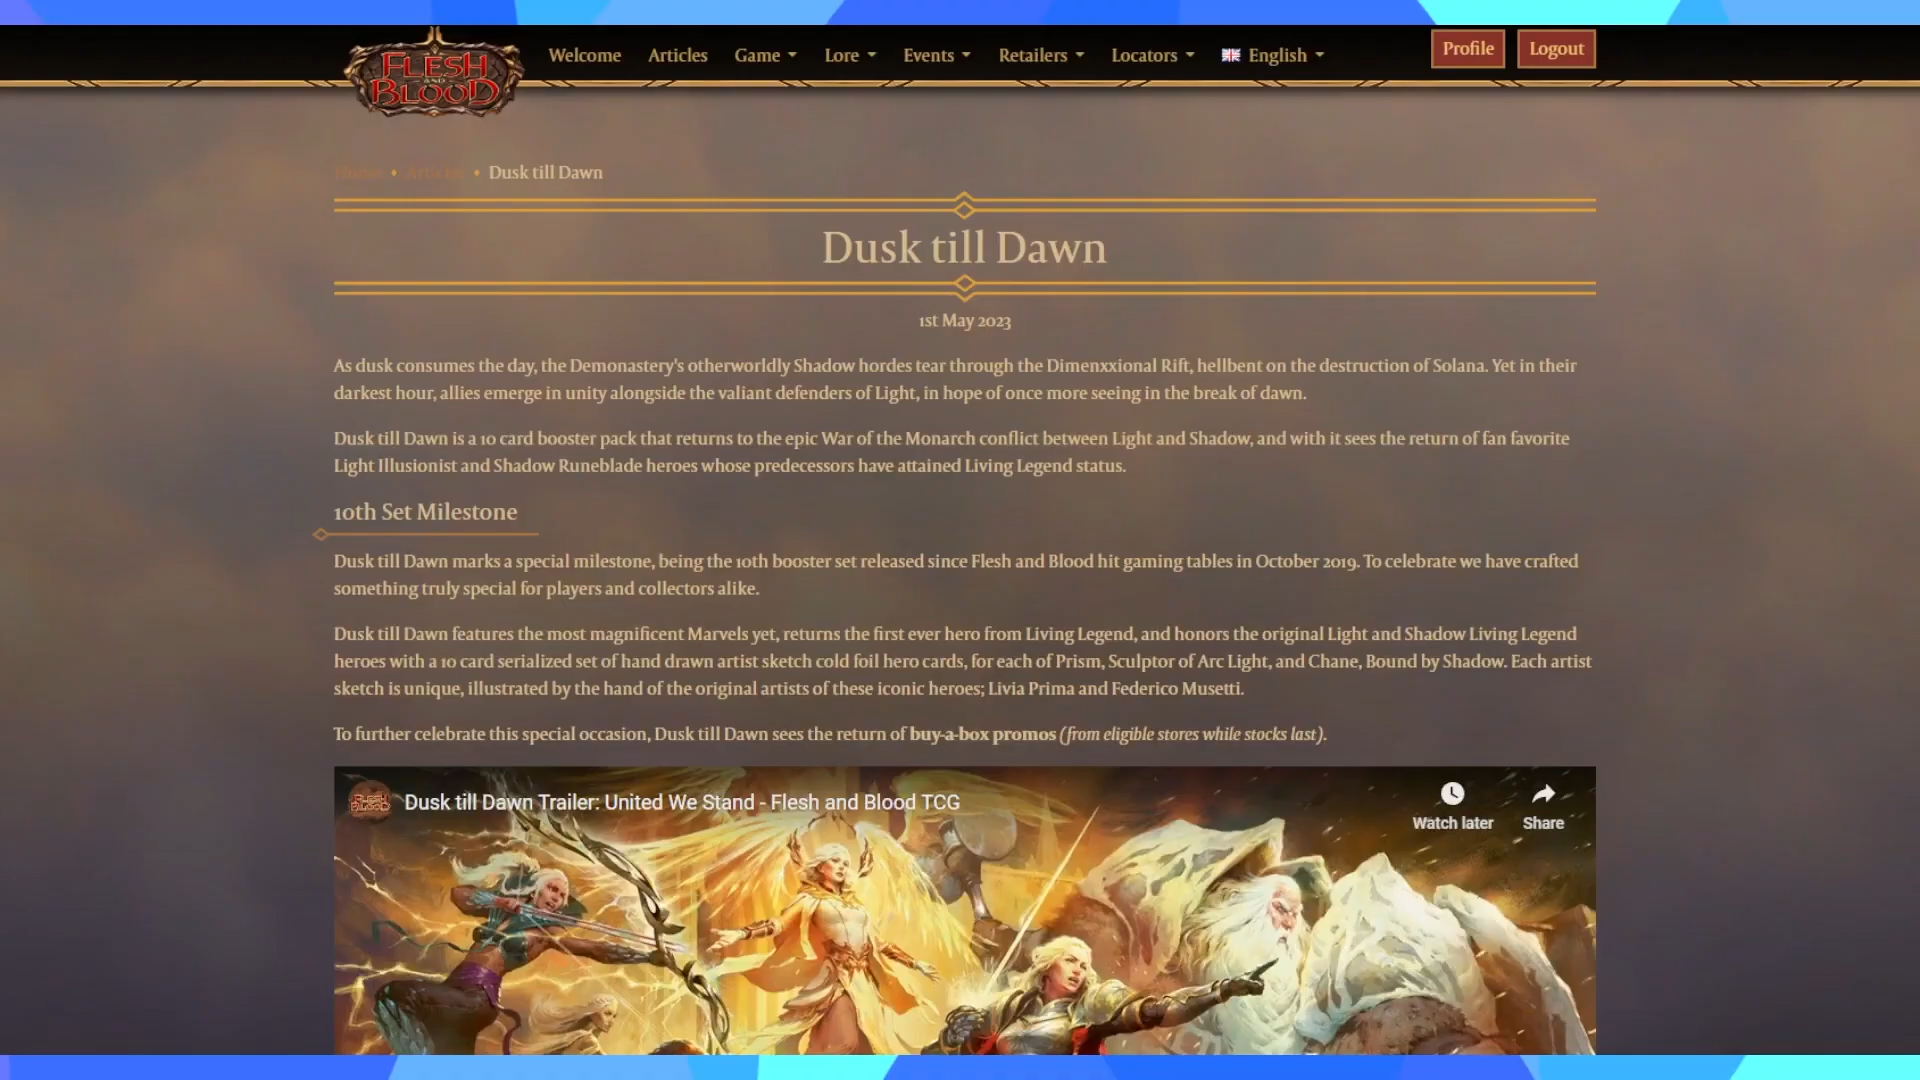 FLESH AND BLOOD
Welcome Articles Game Lore Events Retailers Locators English Profile Logout
Home • Articles • Dusk till Dawn
Dusk till Dawn
1st May 2023
As dusk consumes the day, the Demonastery's otherworldly Shadow hordes tear through the Dimenxxional Rift, hellbent on the destruction of Solana. Yet in their
darkest hour, allies emerge in unity alongside the valiant defenders of Light, in hope of once more seeing in the break of dawn.
Dusk till Dawn is a 10 card booster pack that returns to the epic War of the Monarch conflict between Light and Shadow, and with it sees the return of fan favorite
Light Illusionist and Shadow Runeblade heroes whose predecessors have attained Living Legend status.
10th Set Milestone
Dusk till Dawn marks a special milestone, being the 10th booster set released since Flesh and Blood hit gaming tables in October 2019. To celebrate we have crafted
something truly special for players and collectors alike.
Dusk till Dawn features the most magnificent Marvels yet, returns the first ever hero from Living Legend, and honors the original Light and Shadow Living Legend
heroes with a 10 card serialized set of hand drawn artist sketch cold foil hero cards, for each of Prism, Sculptor of Arc Light, and Chane, Bound by Shadow. Each artist
sketch is unique, illustrated by the hand of the original artists of these iconic heroes; Livia Prima and Federico Musetti.
To further celebrate this special occasion, Dusk till Dawn sees the return of buy-a-box promos (from eligible stores while stocks last).
FLESH AND BLOOD
Dusk till Dawn Trailer: United We Stand - Flesh and Blood TCG
Watch later Share